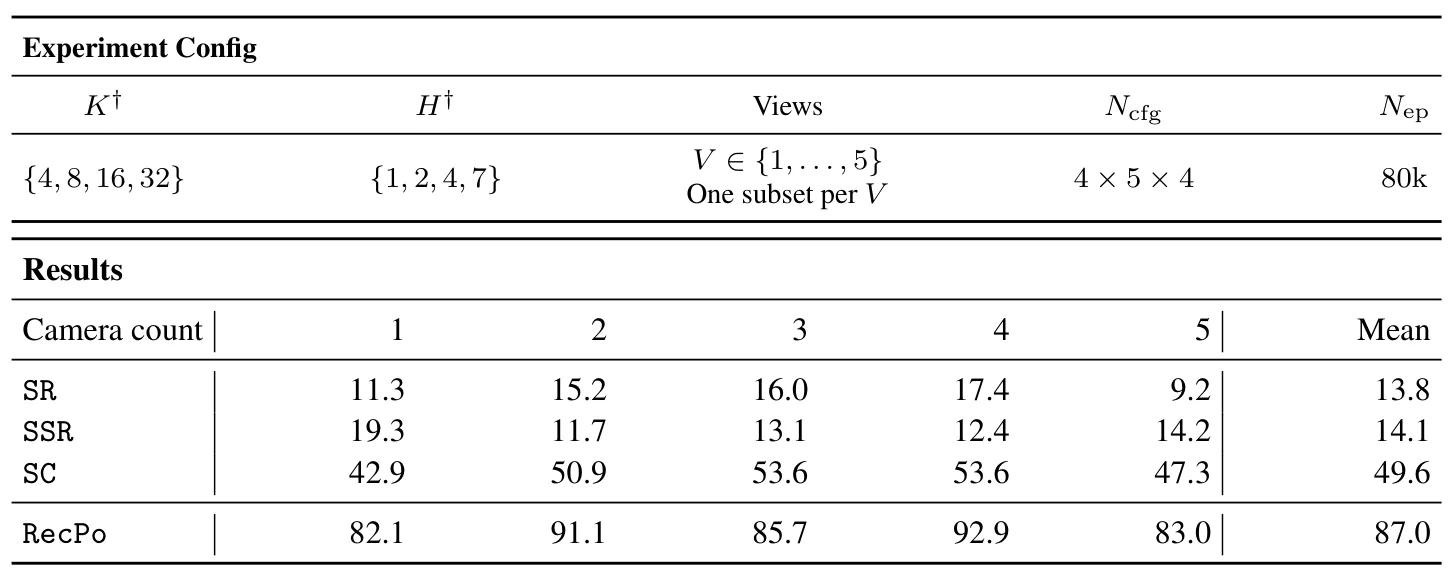 Experiment Config
K† H† Views N_cfg N_ep
{4, 8, 16, 32} {1, 2, 4, 7} V ∈ {1, . . . , 5} 4 × 5 × 4 80k
One subset per V
Results
Camera count 1 2 3 4 5 Mean
SR 11.3 15.2 16.0 17.4 9.2 13.8
SSR 19.3 11.7 13.1 12.4 14.2 14.1
SC 42.9 50.9 53.6 53.6 47.3 49.6
RecPo 82.1 91.1 85.7 92.9 83.0 87.0